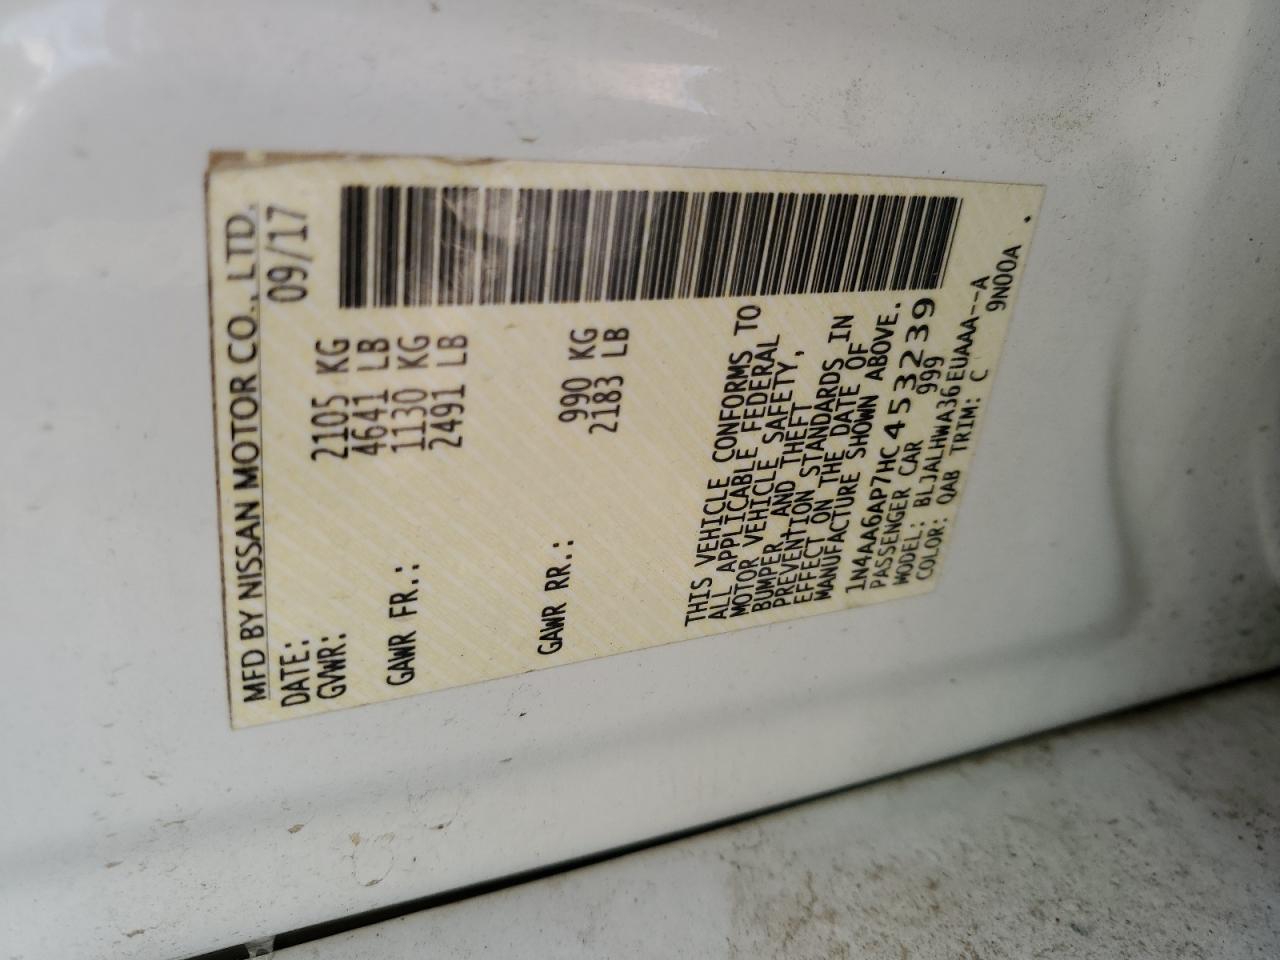 MFD BY NISSAN MOTOR CO., LTD.
DATE: 09/17
GVWR: 2105 KG
4641 LB
GAWR FR.: 1130 KG
2491 LB
GAWR RR.: 990 KG
2183 LB
THIS VEHICLE CONFORMS TO
ALL APPLICABLE FEDERAL
MOTOR VEHICLE SAFETY,
BUMPER, AND THEFT
PREVENTION STANDARDS IN
EFFECT ON THE DATE OF
MANUFACTURE SHOWN ABOVE.
1N4AA6AP7HC453239
PASSENGER CAR 999
MODEL: BLJALHWA36EUAAA--A
COLOR: QAB TRIM: C 9N00A